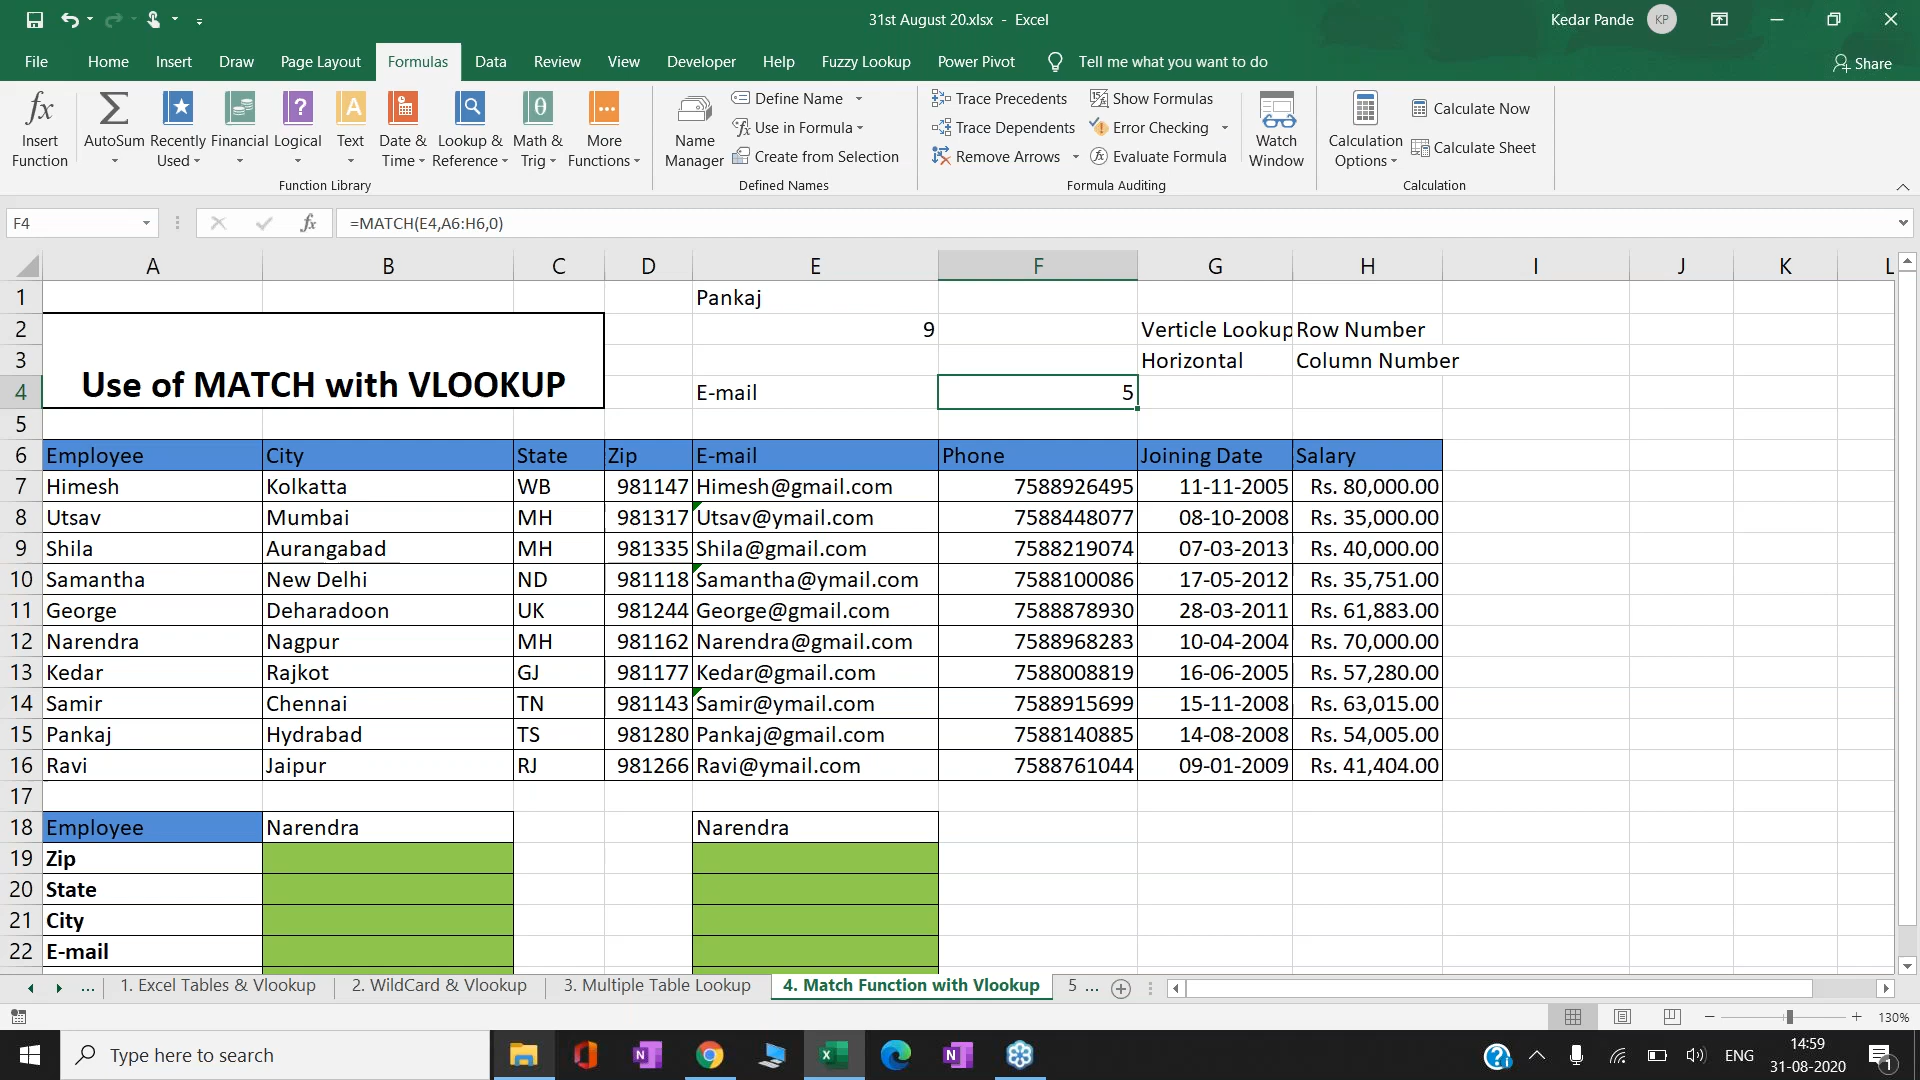 31st August 20.xlsx - Excel
Kedar Pande
KP
File Home Insert Draw Page Layout Formulas Data Review View Developer Help Fuzzy Lookup Power Pivot Tell me what you want to do
Share
Insert Function
AutoSum
Recently Used
Financial
Logical
Text
Date & Time
Lookup & Reference
Math & Trig
More Functions
Function Library
Name Manager
Define Name
Use in Formula
Create from Selection
Defined Names
Trace Precedents
Trace Dependents
Remove Arrows
Show Formulas
Error Checking
Evaluate Formula
Formula Auditing
Watch Window
Calculation Options
Calculate Now
Calculate Sheet
Calculation
F4
fx
=MATCH(E4,A6:H6,0)
A B C D E F G H I J K L
1 Pankaj
2 9 Verticle Lookup Row Number
3 Horizontal Column Number
Use of MATCH with VLOOKUP
4 E-mail 5
5
6 Employee City State Zip E-mail Phone Joining Date Salary
7 Himesh Kolkatta WB 981147 Himesh@gmail.com 7588926495 11-11-2005 Rs. 80,000.00
8 Utsav Mumbai MH 981317 Utsav@ymail.com 7588448077 08-10-2008 Rs. 35,000.00
9 Shila Aurangabad MH 981335 Shila@gmail.com 7588219074 07-03-2013 Rs. 40,000.00
10 Samantha New Delhi ND 981118 Samantha@ymail.com 7588100086 17-05-2012 Rs. 35,751.00
11 George Deharadoon UK 981244 George@gmail.com 7588878930 28-03-2011 Rs. 61,883.00
12 Narendra Nagpur MH 981162 Narendra@gmail.com 7588968283 10-04-2004 Rs. 70,000.00
13 Kedar Rajkot GJ 981177 Kedar@gmail.com 7588008819 16-06-2005 Rs. 57,280.00
14 Samir Chennai TN 981143 Samir@ymail.com 7588915699 15-11-2008 Rs. 63,015.00
15 Pankaj Hydrabad TS 981280 Pankaj@gmail.com 7588140885 14-08-2008 Rs. 54,005.00
16 Ravi Jaipur RJ 981266 Ravi@ymail.com 7588761044 09-01-2009 Rs. 41,404.00
17
18 Employee Narendra Narendra
19 Zip
20 State
21 City
22 E-mail
... 1. Excel Tables & Vlookup 2. WildCard & Vlookup 3. Multiple Table Lookup 4. Match Function with Vlookup 5 ...
130%
Type here to search
ENG
14:59
31-08-2020
1